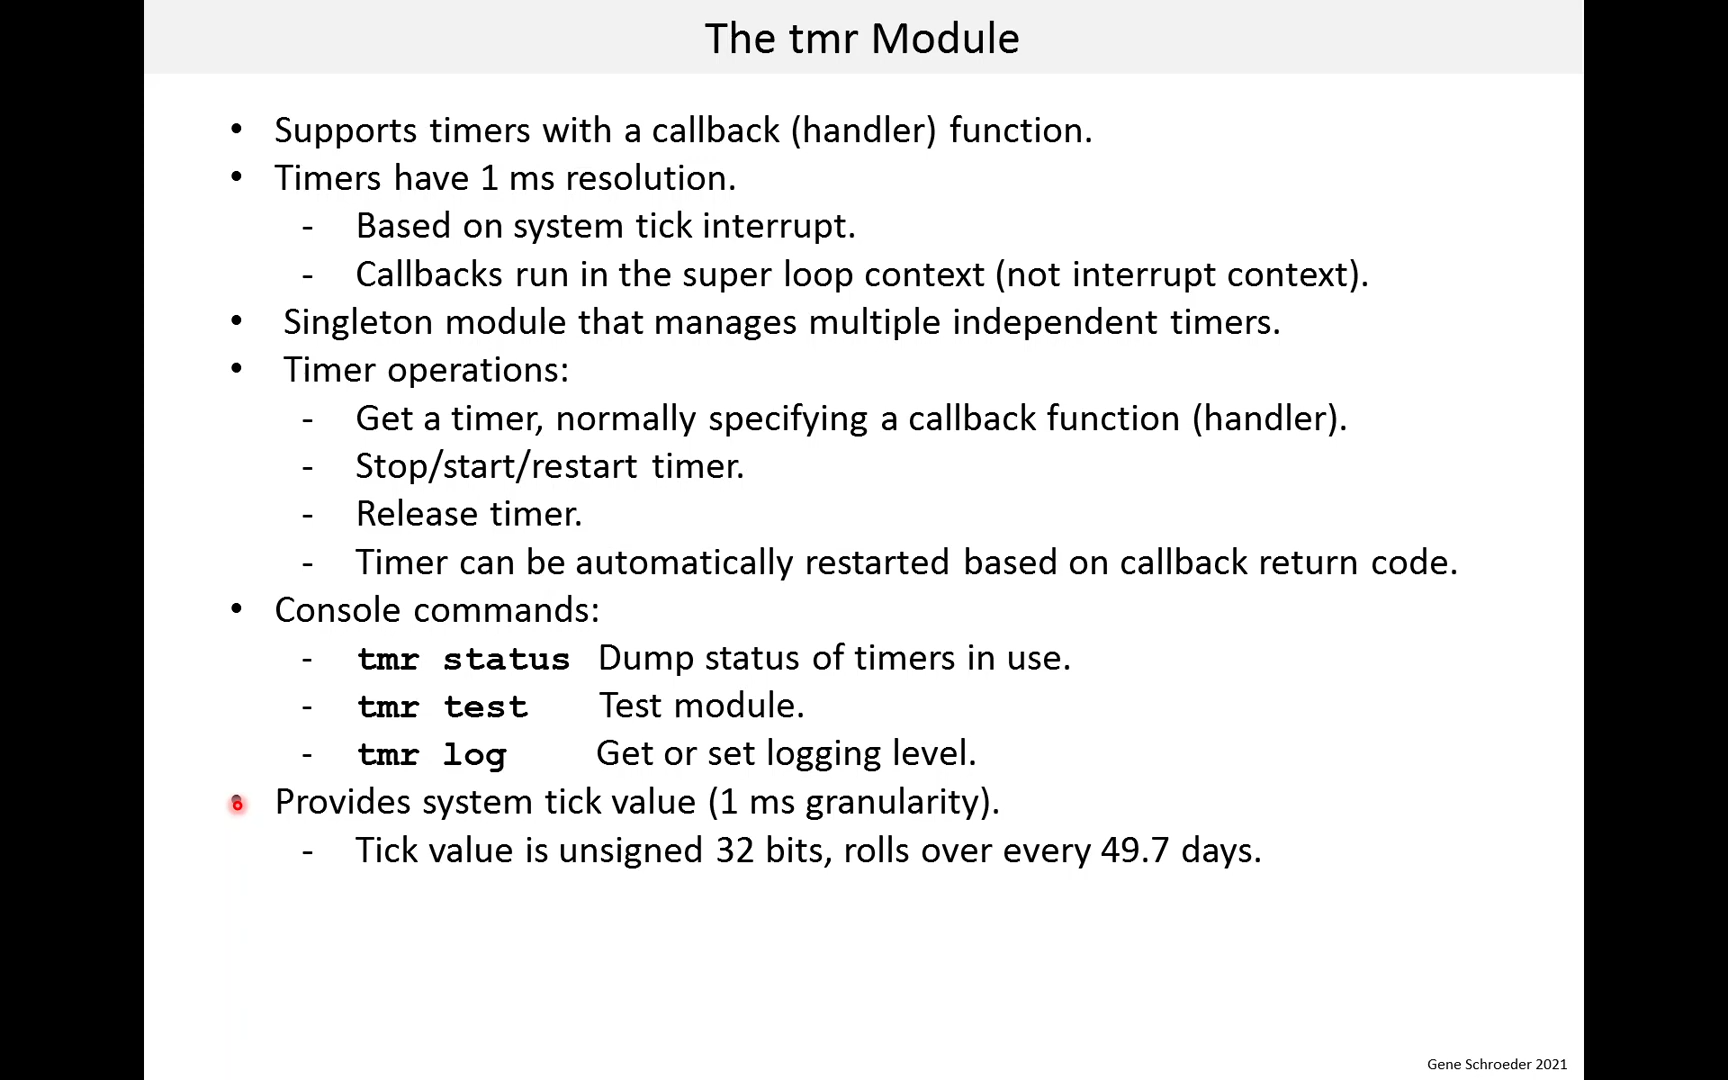 The tmr Module
• Supports timers with a callback (handler) function.
• Timers have 1 ms resolution.
- Based on system tick interrupt.
- Callbacks run in the super loop context (not interrupt context).
• Singleton module that manages multiple independent timers.
• Timer operations:
- Get a timer, normally specifying a callback function (handler).
- Stop/start/restart timer.
- Release timer.
- Timer can be automatically restarted based on callback return code.
• Console commands:
- tmr status Dump status of timers in use.
- tmr test Test module.
- tmr log Get or set logging level.
• Provides system tick value (1 ms granularity).
- Tick value is unsigned 32 bits, rolls over every 49.7 days.
Gene Schroeder 2021